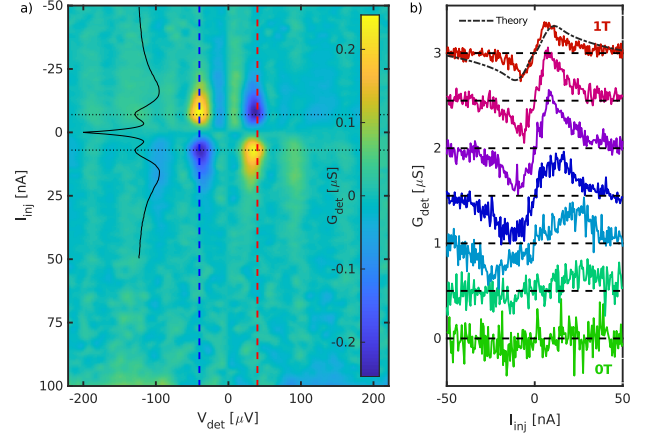 a)
-50
-25
0
25
50
75
100
I_inj [nA]
-200
-100
0
100
200
V_det [μV]
0.2
0.1
0
-0.1
-0.2
G_det [μS]
b)
Theory
1T
3
2
1
0
G_det [μS]
0T
-50
0
50
I_inj [nA]